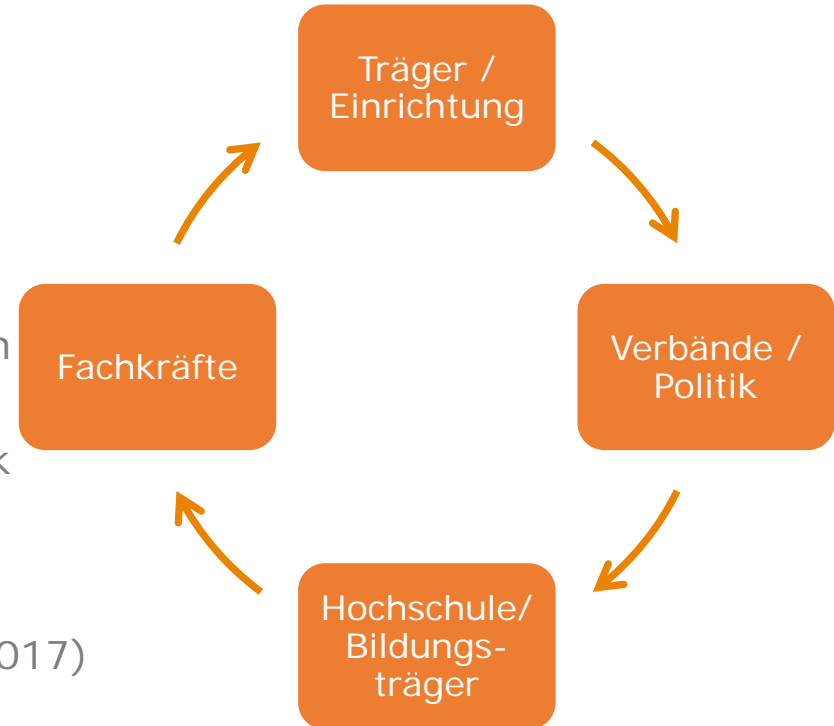 Träger /
Einrichtung
Fachkräfte
Verbände /
Politik
Hochschule/
Bildungs-
träger
017)